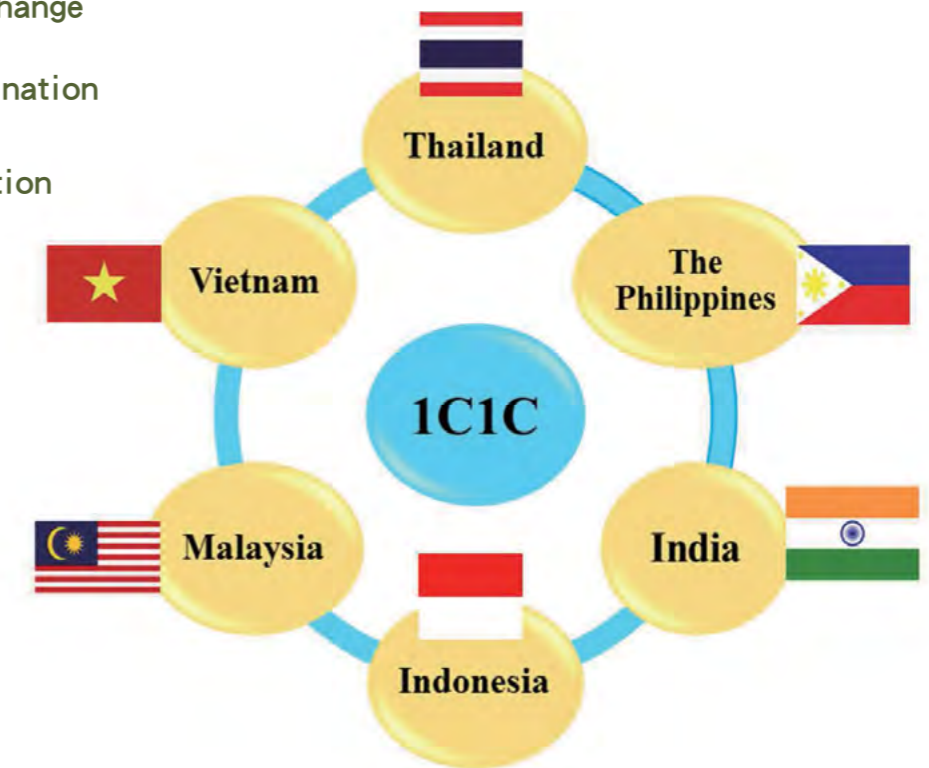 hange
nation
tion
Thailand
Vietnam
The
Philippines
1C1C
Malaysia
India
Indonesia